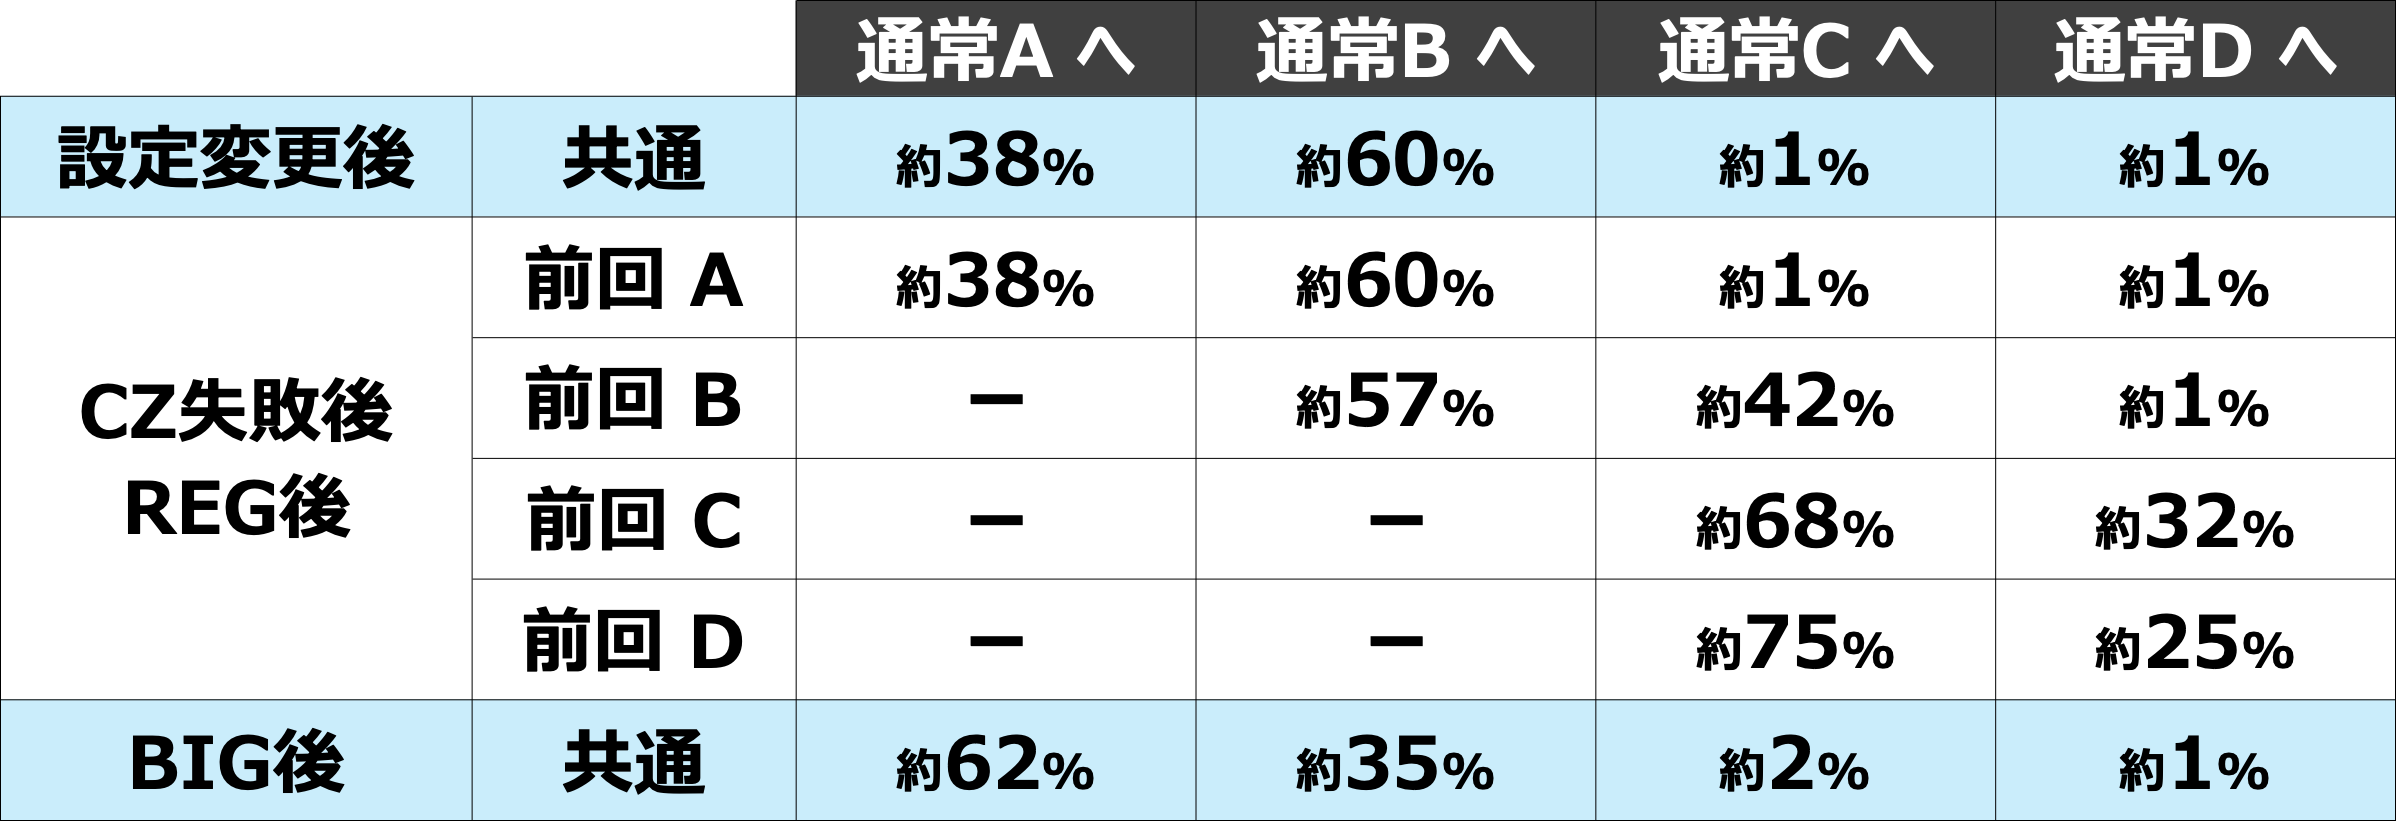 通常A へ 通常B へ 通常C へ 通常D へ
設定変更後 共通 約38% 約60% 約1% 約1%
前回 A 約38% 約60% 約1% 約1%
前回 B － 約57% 約42% 約1%
CZ失敗後
REG後
前回 C － － 約68% 約32%
前回 D － － 約75% 約25%
BIG後 共通 約62% 約35% 約2% 約1%